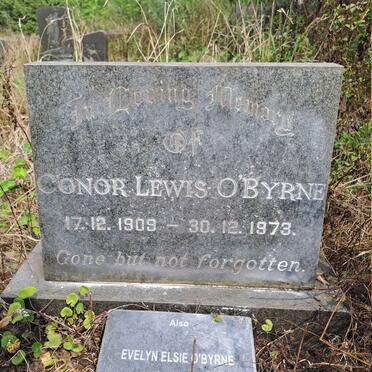 In Loving Memory
OF
CONOR LEWIS O'BYRNE
17.12.1909 – 30.12.1973.
Gone but not forgotten.
Also
EVELYN ELSIE O'BYRNE